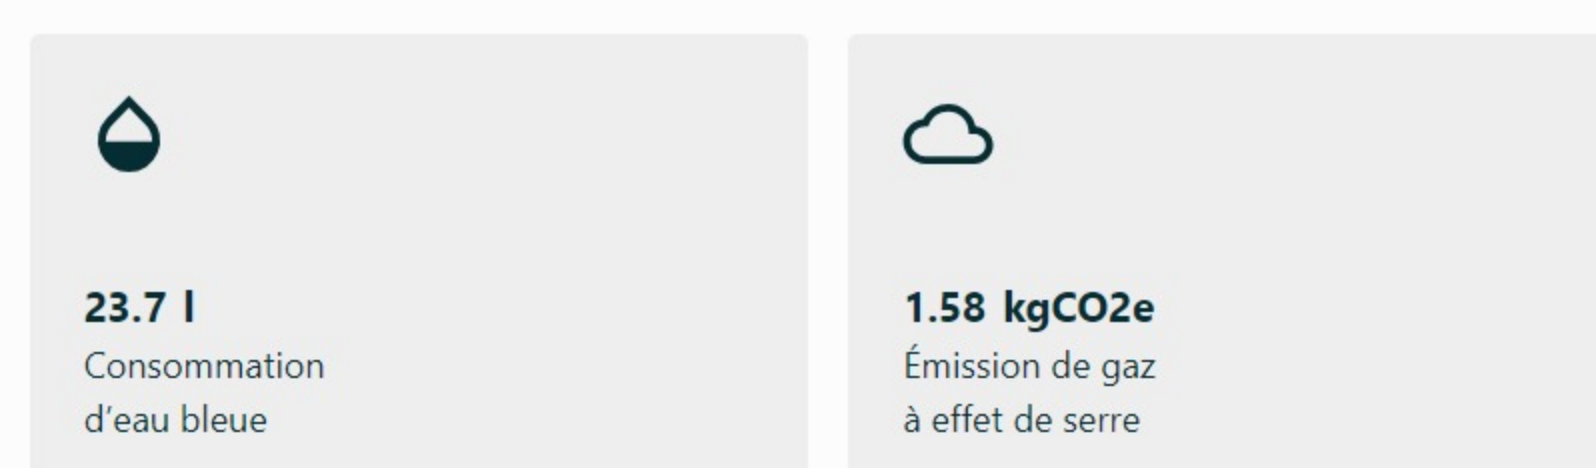 23.7 l
Consommation
d’eau bleue
1.58 kgCO2e
Émission de gaz
à effet de serre